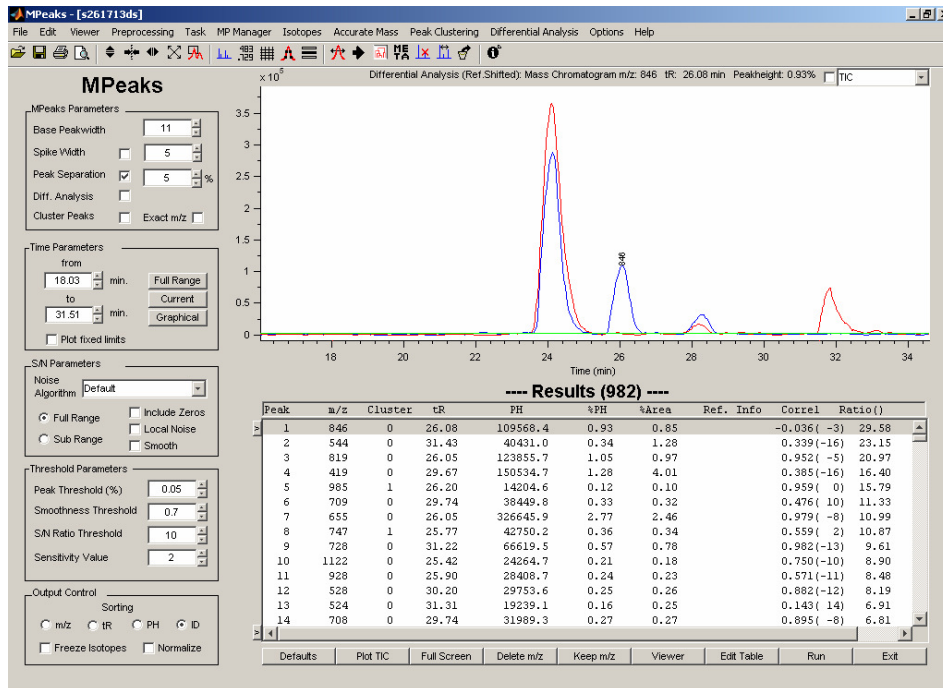 MPeaks - [s261713ds]
File Edit Viewer Preprocessing Task MP Manager Isotopes Accurate Mass Peak Clustering Differential Analysis Options Help
MPeaks
MPeaks Parameters
Base Peakwidth 11
Spike Width 5
Peak Separation 5 %
Diff. Analysis
Cluster Peaks Exact m/z
Time Parameters
from
18.03 min. Full Range
to Current
31.51 min. Graphical
Plot fixed limits
S/N Parameters
Noise Algorithm Default
Full Range Include Zeros
Local Noise
Sub Range Smooth
Threshold Parameters
Peak Threshold (%) 0.05
Smoothness Threshold 0.7
S/N Ratio Threshold 10
Sensitivity Value 2
Output Control
Sorting
m/z tR PH ID
Freeze Isotopes Normalize
x 10^5 Differential Analysis (Ref.Shifted): Mass Chromatogram m/z: 846 tR: 26.08 min Peakheight: 0.93% TIC
3.5
3
2.5
2
1.5
1
0.5
0
846
18 20 22 24 26 28 30 32 34
Time (min)
---- Results (982) ----
Peak m/z Cluster tR PH %PH %Area Ref. Info Correl Ratio()
1 846 0 26.08 109568.4 0.93 0.85 -0.036( -3) 29.58
2 544 0 31.43 40431.0 0.34 1.28 0.339(-16) 23.15
3 819 0 26.05 123855.7 1.05 0.97 0.952( -5) 20.97
4 419 0 29.67 150534.7 1.28 4.01 0.385(-16) 16.40
5 985 1 26.20 14204.6 0.12 0.10 0.959( 0) 15.79
6 709 0 29.74 38449.8 0.33 0.32 0.476( 10) 11.33
7 655 0 26.05 326645.9 2.77 2.46 0.979( -8) 10.99
8 747 1 25.77 42750.2 0.36 0.34 0.559( 2) 10.87
9 728 0 31.22 66619.5 0.57 0.78 0.982(-13) 9.61
10 1122 0 25.42 24264.7 0.21 0.18 0.750(-10) 8.90
11 928 0 25.90 28408.7 0.24 0.23 0.571(-11) 8.48
12 528 0 30.20 29753.6 0.25 0.26 0.882(-12) 8.19
13 524 0 31.31 19239.1 0.16 0.25 0.143( 14) 6.91
14 708 0 29.74 31989.3 0.27 0.27 0.895( -8) 6.81
Defaults Plot TIC Full Screen Delete m/z Keep m/z Viewer Edit Table Run Exit